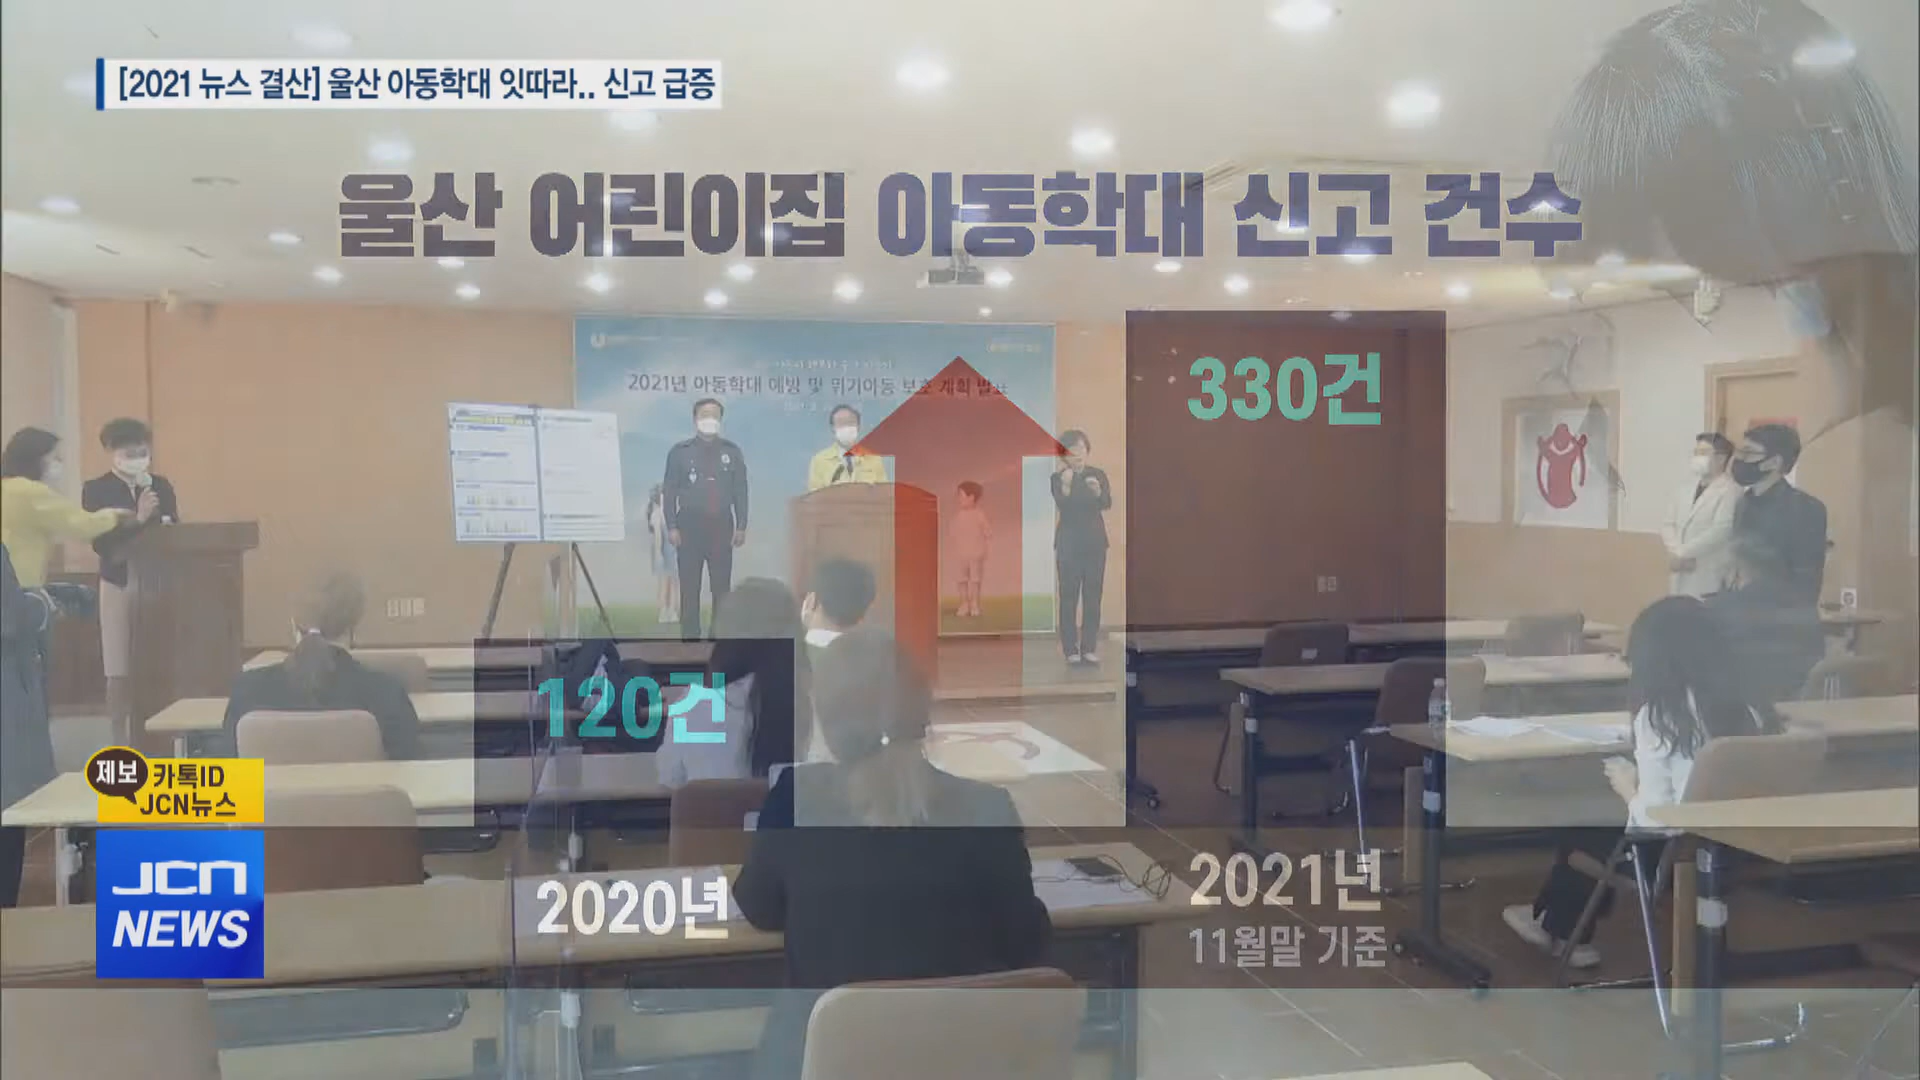 [2021 뉴스 결산] 울산 아동학대 잇따라.. 신고 급증
울산 어린이집 아동학대 신고 건수
2021년 아동학대 예방 및 위기아동 보호 계획 발표
330건
120건
제보
카톡ID
JCN뉴스
JCN
NEWS
2020년
2021년
11월말 기준